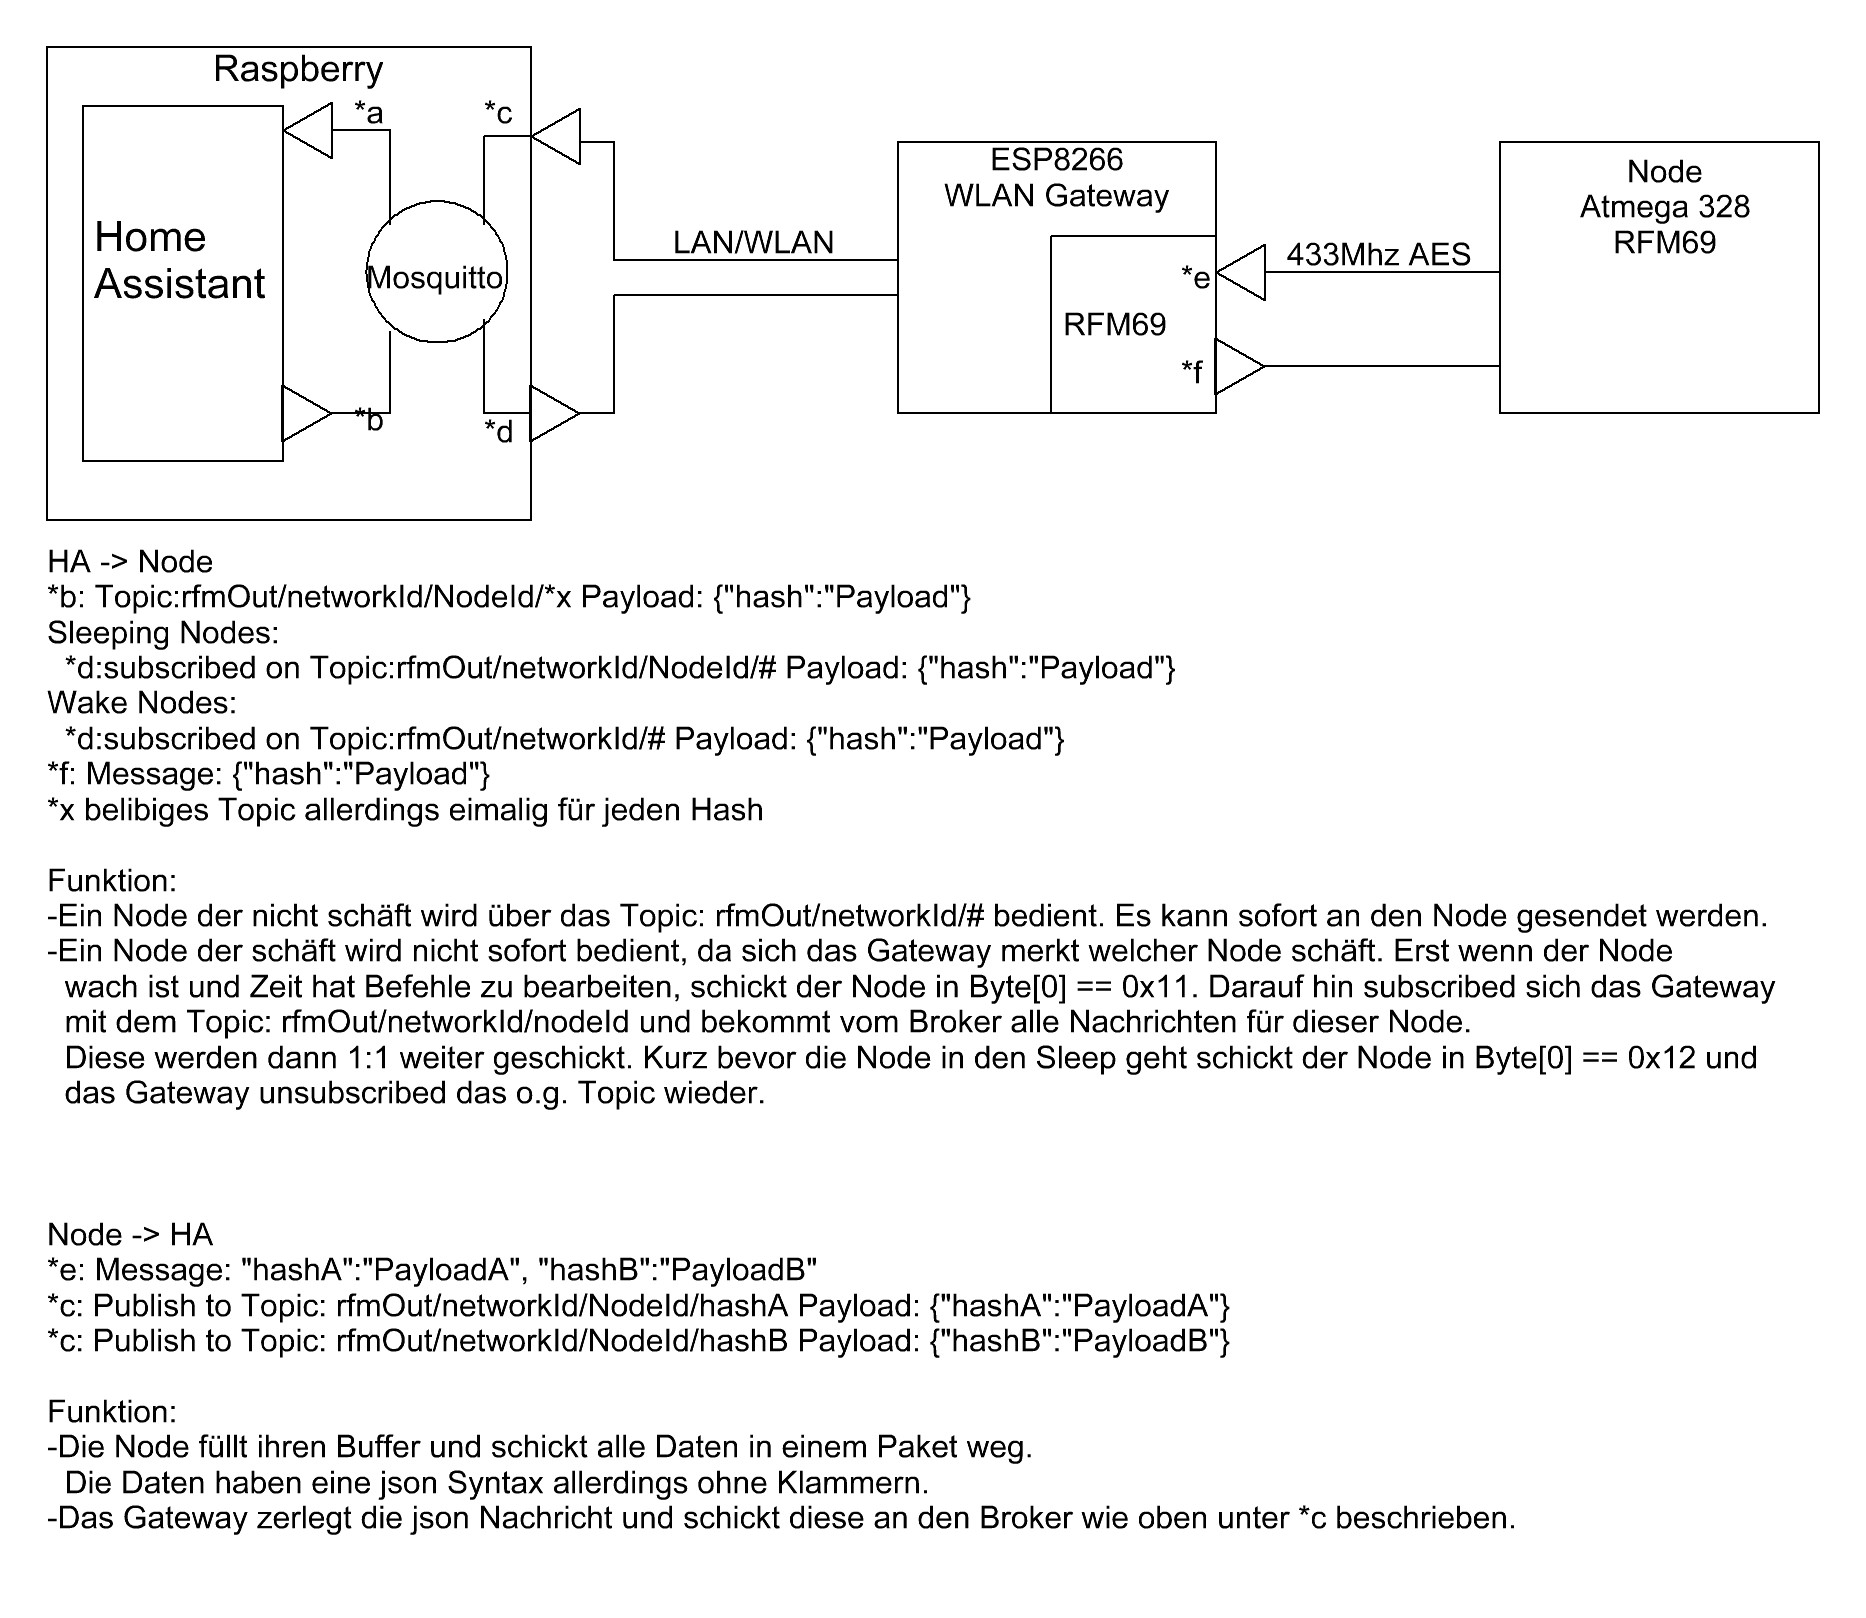 Raspberry
*a
*c
Home
Assistant
Mosquitto
*b
*d
LAN/WLAN
ESP8266
WLAN Gateway
*e
RFM69
*f
433Mhz AES
Node
Atmega 328
RFM69
HA -> Node
*b: Topic:rfmOut/networkId/NodeId/*x Payload: {"hash":"Payload"}
Sleeping Nodes:
*d:subscribed on Topic:rfmOut/networkId/NodeId/# Payload: {"hash":"Payload"}
Wake Nodes:
*d:subscribed on Topic:rfmOut/networkId/# Payload: {"hash":"Payload"}
*f: Message: {"hash":"Payload"}
*x belibiges Topic allerdings eimalig für jeden Hash
Funktion:
-Ein Node der nicht schäft wird über das Topic: rfmOut/networkId/# bedient. Es kann sofort an den Node gesendet werden.
-Ein Node der schäft wird nicht sofort bedient, da sich das Gateway merkt welcher Node schäft. Erst wenn der Node
wach ist und Zeit hat Befehle zu bearbeiten, schickt der Node in Byte[0] == 0x11. Darauf hin subscribed sich das Gateway
mit dem Topic: rfmOut/networkId/nodeId und bekommt vom Broker alle Nachrichten für dieser Node.
Diese werden dann 1:1 weiter geschickt. Kurz bevor die Node in den Sleep geht schickt der Node in Byte[0] == 0x12 und
das Gateway unsubscribed das o.g. Topic wieder.
Node -> HA
*e: Message: "hashA":"PayloadA", "hashB":"PayloadB"
*c: Publish to Topic: rfmOut/networkId/NodeId/hashA Payload: {"hashA":"PayloadA"}
*c: Publish to Topic: rfmOut/networkId/NodeId/hashB Payload: {"hashB":"PayloadB"}
Funktion:
-Die Node füllt ihren Buffer und schickt alle Daten in einem Paket weg.
Die Daten haben eine json Syntax allerdings ohne Klammern.
-Das Gateway zerlegt die json Nachricht und schickt diese an den Broker wie oben unter *c beschrieben.